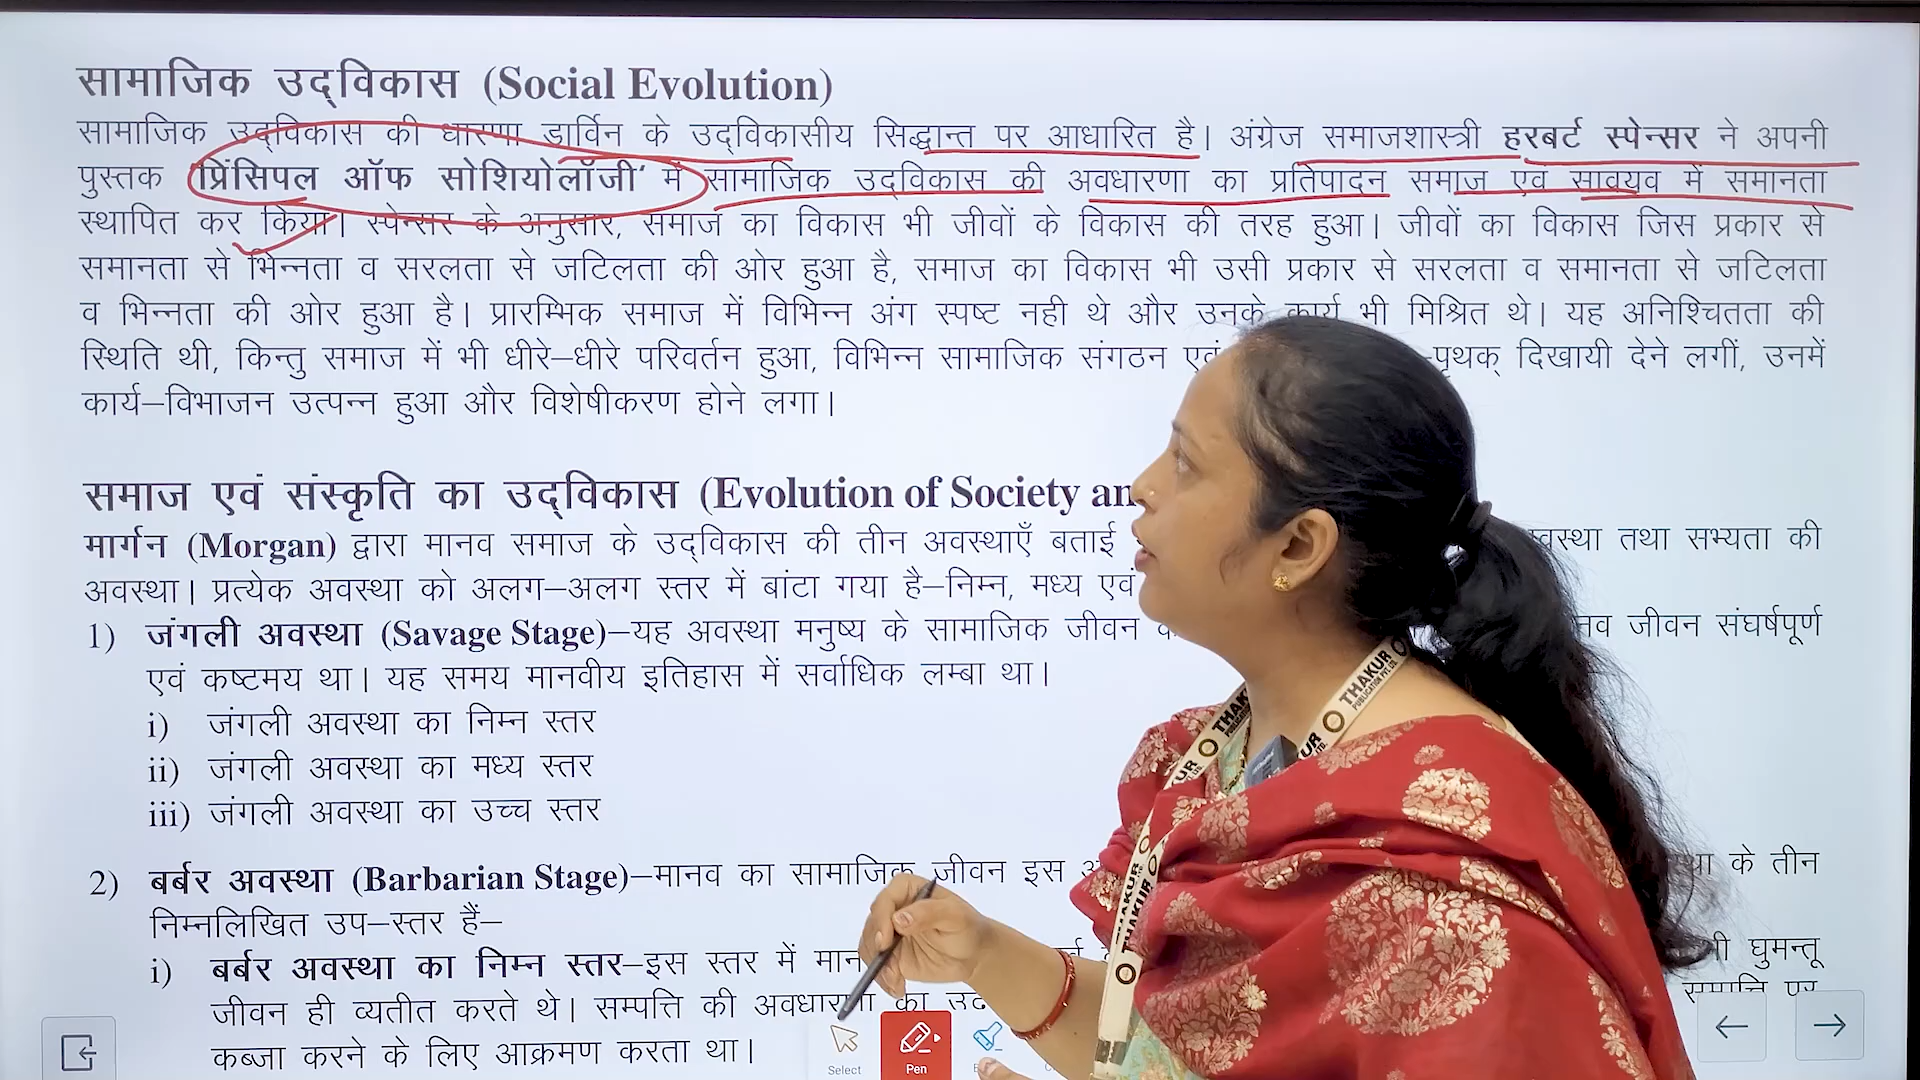 सामाजिक उद्विकास (Social Evolution)
सामाजिक उद्विकास की धारणा डार्विन के उद्विकासीय सिद्धान्त पर आधारित है। अंग्रेज समाजशास्त्री हरबर्ट स्पेन्सर ने अपनी
पुस्तक 'प्रिंसिपल ऑफ सोशियोलॉजी' में सामाजिक उद्विकास की अवधारणा का प्रतिपादन समाज एवं सावयव में समानता
स्थापित कर किया। स्पेन्सर के अनुसार, समाज का विकास भी जीवों के विकास की तरह हुआ। जीवों का विकास जिस प्रकार से
समानता से भिन्नता व सरलता से जटिलता की ओर हुआ है, समाज का विकास भी उसी प्रकार से सरलता व समानता से जटिलता
व भिन्नता की ओर हुआ है। प्रारम्भिक समाज में विभिन्न अंग स्पष्ट नही थे और उनके कार्य भी मिश्रित थे। यह अनिश्चितता की
स्थिति थी, किन्तु समाज में भी धीरे–धीरे परिवर्तन हुआ, विभिन्न सामाजिक संगठन –पृथक् दिखायी देने लगीं, उनमें
कार्य–विभाजन उत्पन्न हुआ और विशेषीकरण होने लगा।
समाज एवं संस्कृति का उद्विकास (Evolution of Society
मार्गन (Morgan) द्वारा मानव समाज के उद्विकास की तीन अवस्थाएँ बताई तथा सभ्यता की
अवस्था। प्रत्येक अवस्था को अलग–अलग स्तर में बांटा गया है–निम्न, मध्य एवं
1) जंगली अवस्था (Savage Stage)–यह अवस्था मनुष्य के सामाजिक जीवन जीवन संघर्षपूर्ण
एवं कष्टमय था। यह समय मानवीय इतिहास में सर्वाधिक लम्बा था।
i) जंगली अवस्था का निम्न स्तर
ii) जंगली अवस्था का मध्य स्तर
iii) जंगली अवस्था का उच्च स्तर
2) बर्बर अवस्था (Barbarian Stage)–मानव का सामाजिक जीवन इस के तीन
निम्नलिखित उप–स्तर हैं–
i) बर्बर अवस्था का निम्न स्तर–इस स्तर में घुमन्तू
जीवन ही व्यतीत करते थे। सम्पत्ति की अवधारणा का सम्पत्ति पर
कब्जा करने के लिए आक्रमण करता था।
THAKUR
PUBLICATION PVT. LTD.
THAKUR
THAKUR
Select
Pen